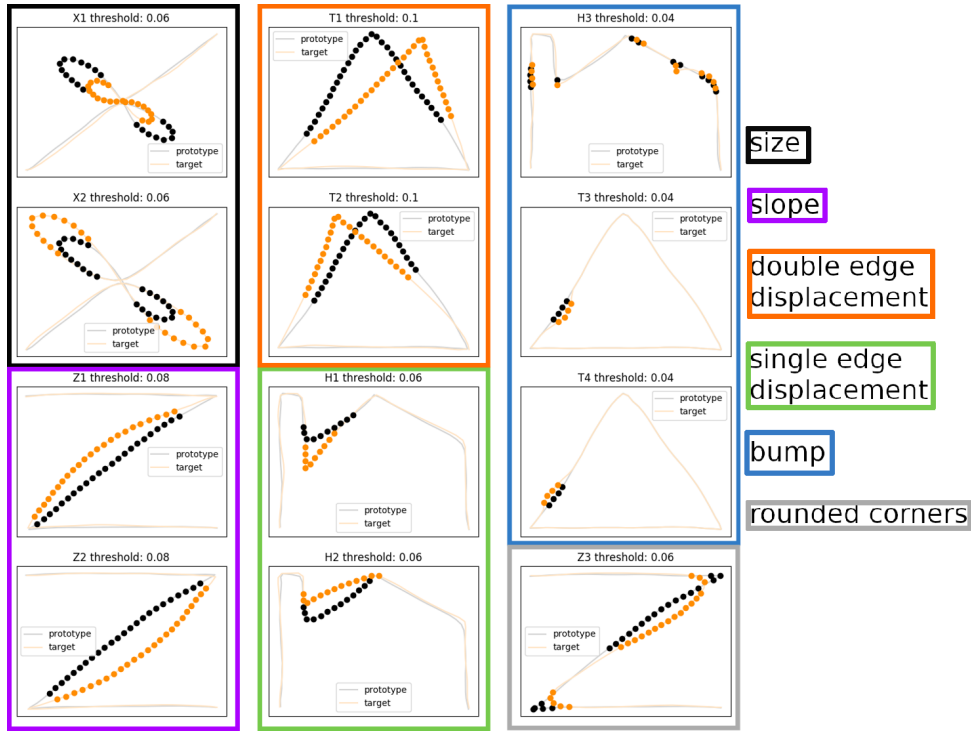 X1 threshold: 0.06
prototype
target
X2 threshold: 0.06
prototype
target
Z1 threshold: 0.08
prototype
target
Z2 threshold: 0.08
prototype
target
T1 threshold: 0.1
prototype
target
T2 threshold: 0.1
prototype
target
H1 threshold: 0.06
prototype
target
H2 threshold: 0.06
prototype
target
H3 threshold: 0.04
prototype
target
T3 threshold: 0.04
prototype
target
T4 threshold: 0.04
prototype
target
Z3 threshold: 0.06
prototype
target
size
slope
double edge
displacement
single edge
displacement
bump
rounded corners